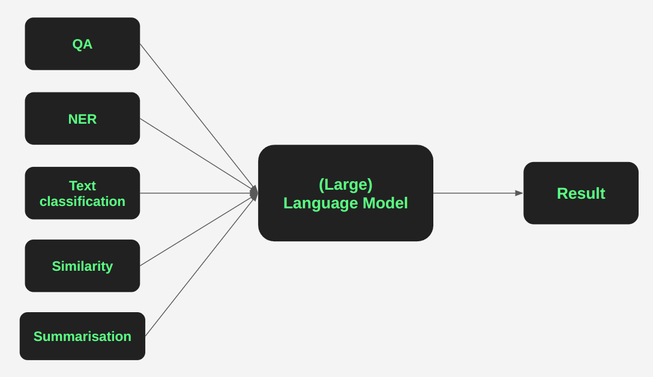 QA
NER
Text
classification
Similarity
Summarisation
(Large)
Language Model
Result